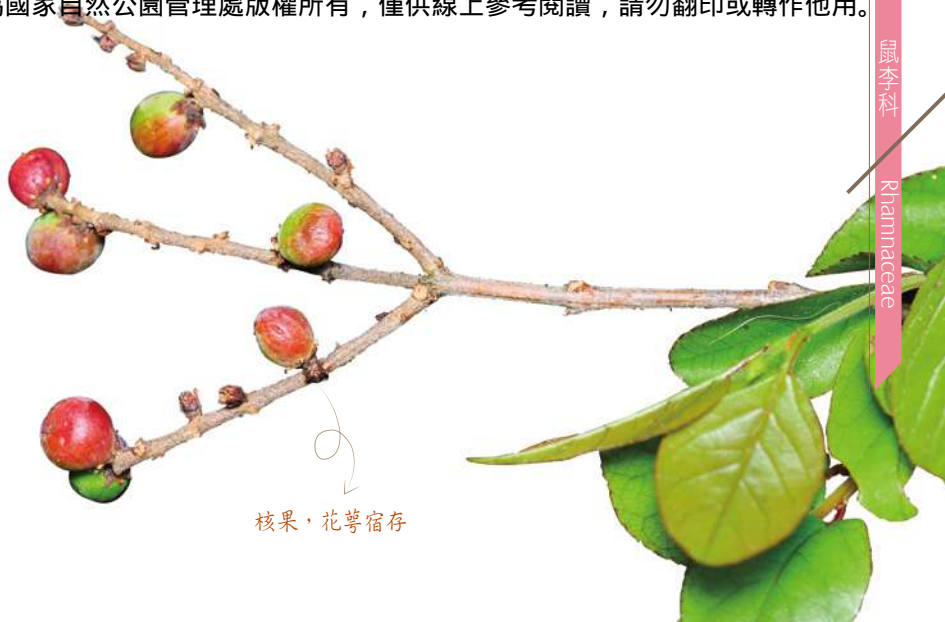 為國家自然公園管理處版權所有，僅供線上參考閱讀，請勿翻印或轉作他用。
鼠李科 Rhamnaceae
核果，花萼宿存